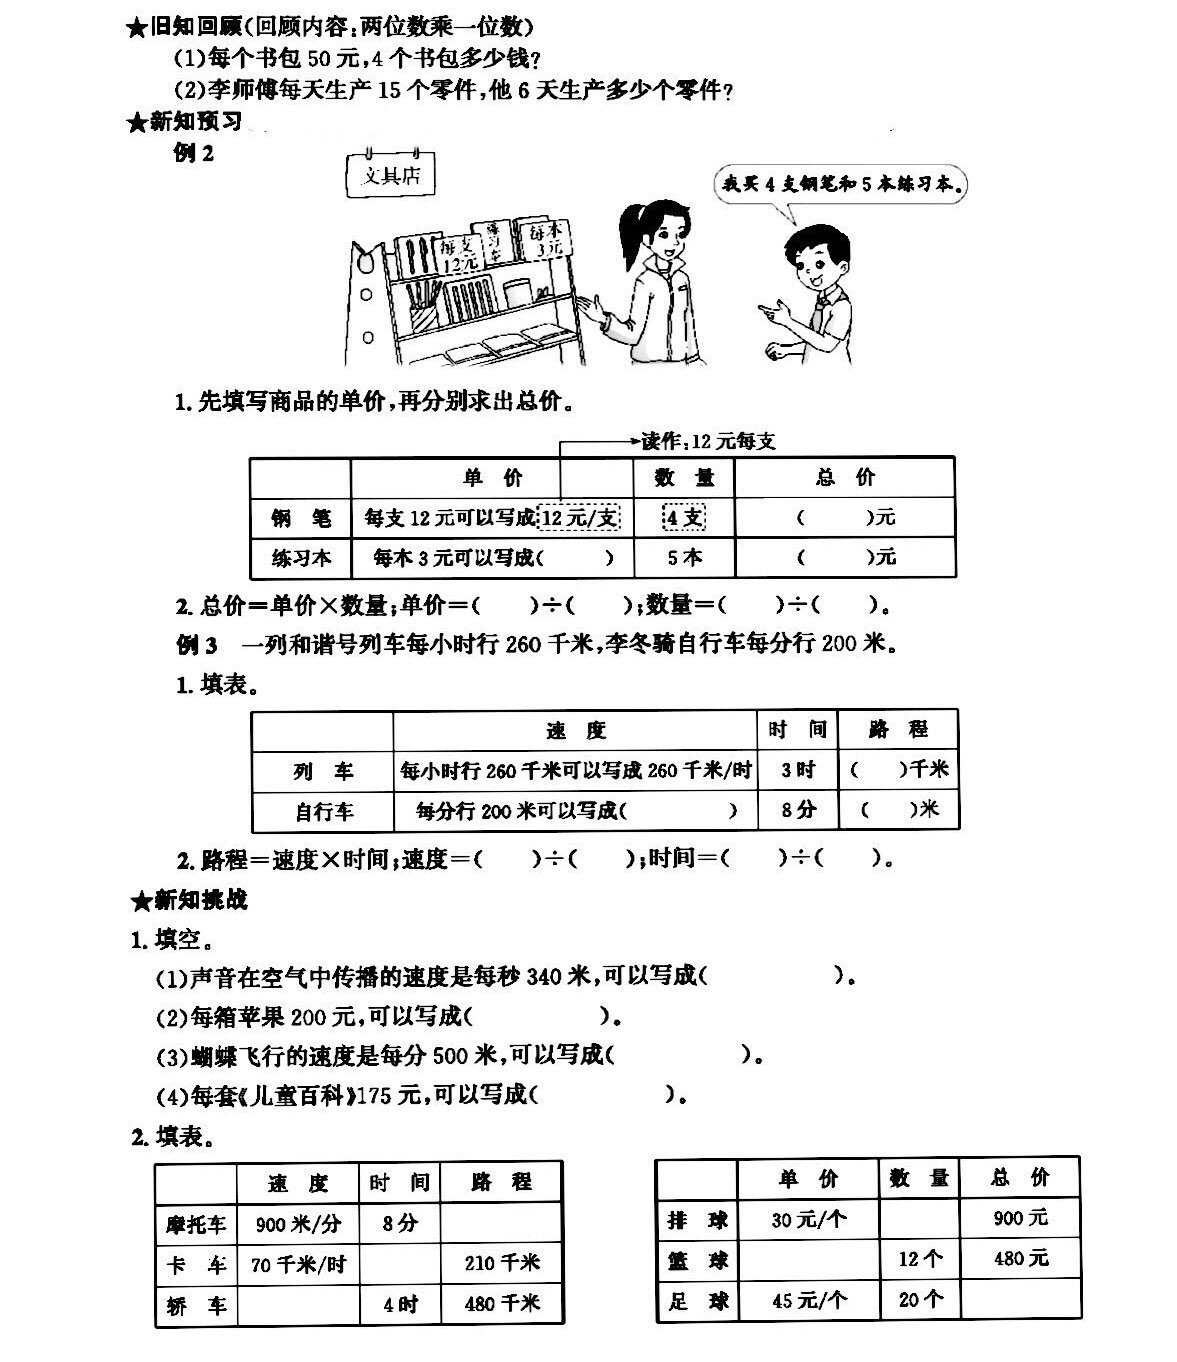 ★旧知回顾(回顾内容:两位数乘一位数)
(1)每个书包50元,4个书包多少钱?
(2)李师傅每天生产15个零件,他6天生产多少个零件?
★新知预习
例2
文具店
我买4支钢笔和5本练习本。
每支
12元
练习本
每本
3元
1. 先填写商品的单价,再分别求出总价。
读作:12元每支
单 价 数 量 总 价
钢 笔 每支12元可以写成12元/支 4支 ( )元
练习本 每本3元可以写成( ) 5本 ( )元
2. 总价=单价×数量;单价=( )÷( );数量=( )÷( )。
例3 一列和谐号列车每小时行260千米,李冬骑自行车每分行200米。
1. 填表。
速 度 时 间 路 程
列 车 每小时行260千米可以写成260千米/时 3时 ( )千米
自行车 每分行200米可以写成( ) 8分 ( )米
2. 路程=速度×时间;速度=( )÷( );时间=( )÷( )。
★新知挑战
1. 填空。
(1)声音在空气中传播的速度是每秒340米,可以写成( )。
(2)每箱苹果200元,可以写成( )。
(3)蝴蝶飞行的速度是每分500米,可以写成( )。
(4)每套《儿童百科》175元,可以写成( )。
2. 填表。
速 度 时 间 路 程
摩托车 900米/分 8分
卡 车 70千米/时 210千米
轿 车 4时 480千米
单 价 数 量 总 价
排 球 30元/个 900元
篮 球 12个 480元
足 球 45元/个 20个